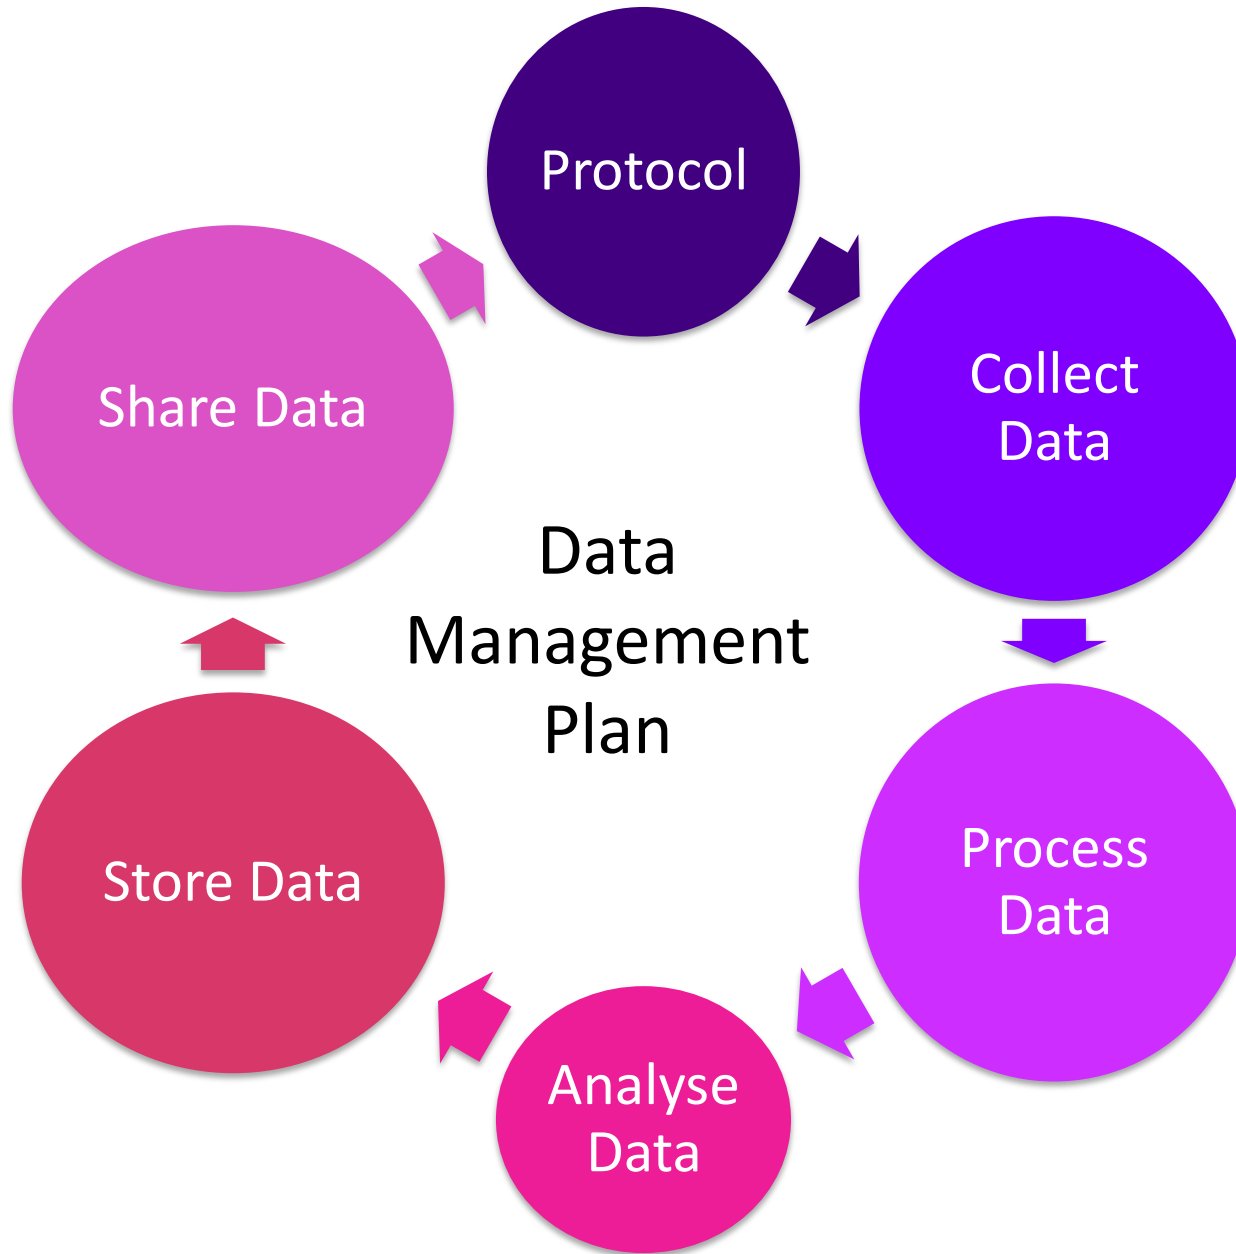 Protocol
Collect
Data
Process
Data
Analyse
Data
Store Data
Share Data
Data
Management
Plan